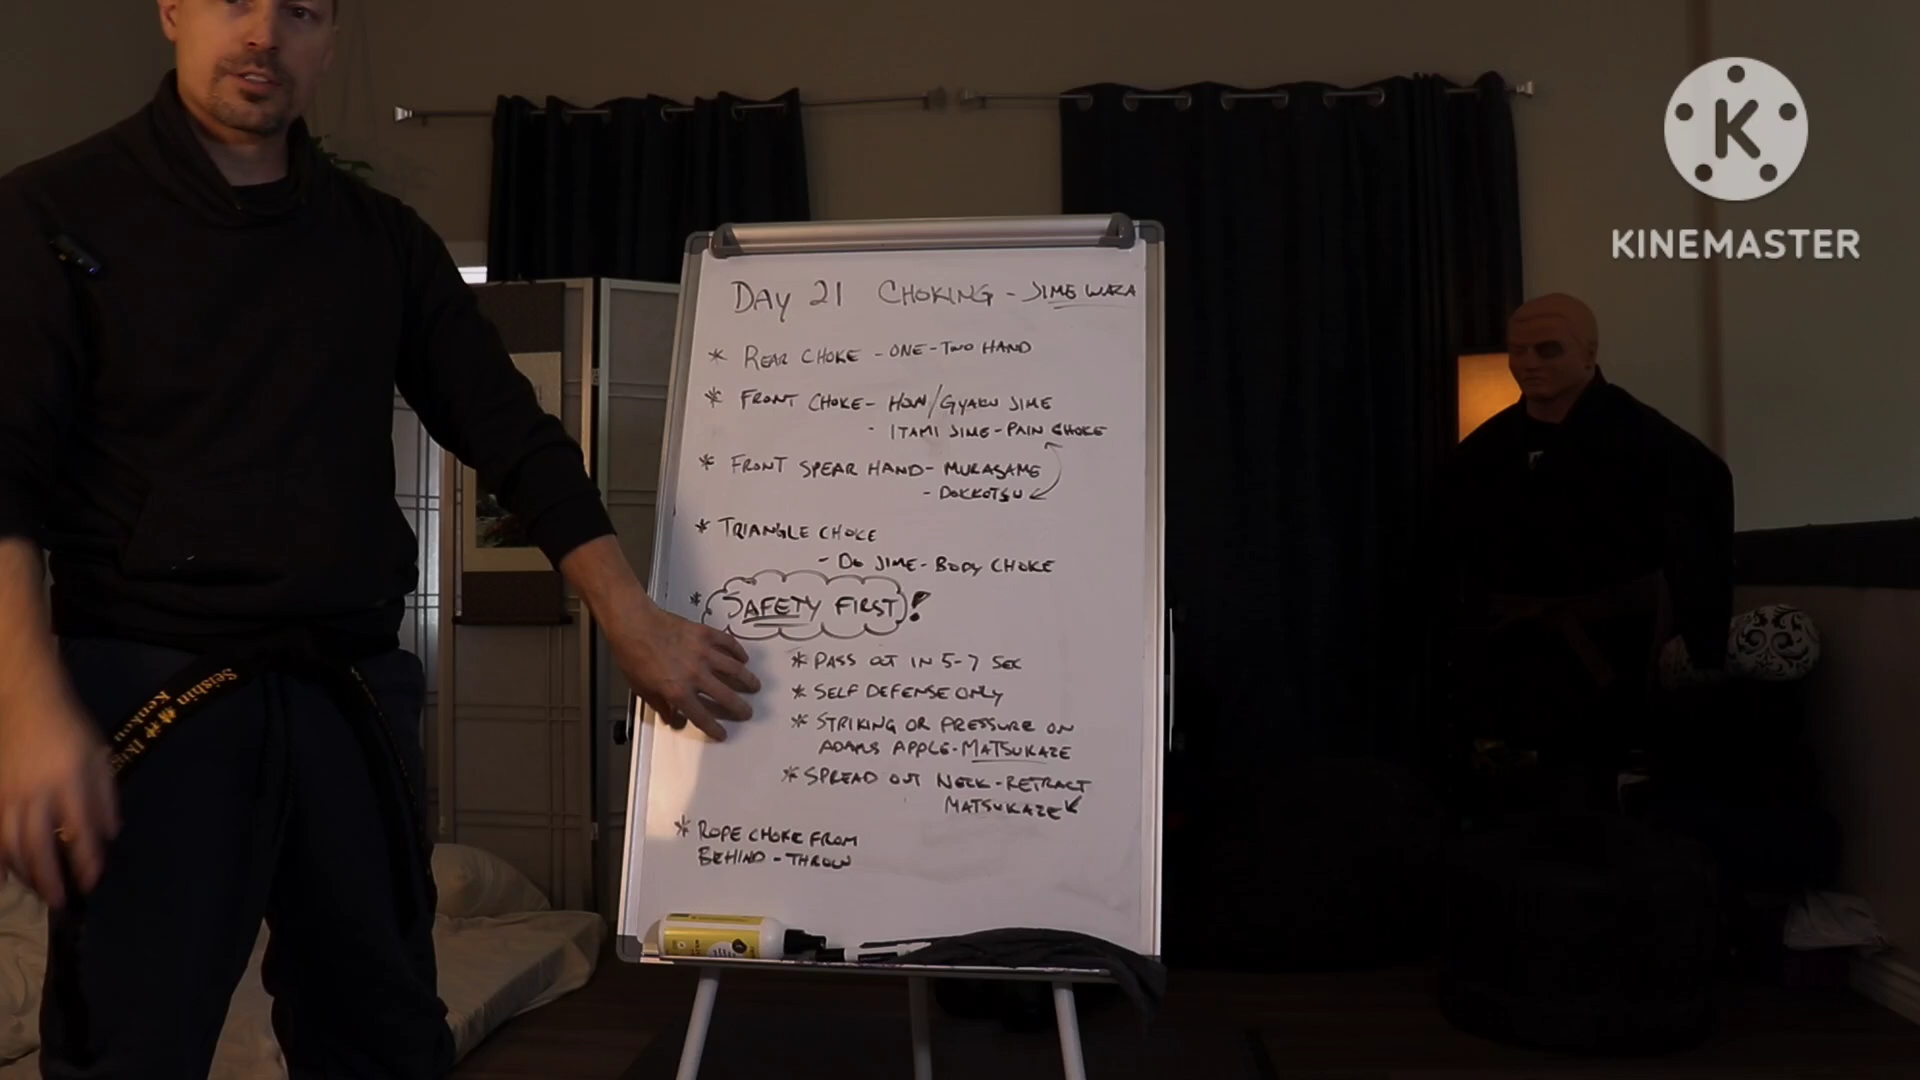 K
KINEMASTER
DAY 21 CHOKING - JIME WAZA
* REAR CHOKE - ONE-TWO HAND
* FRONT CHOKE - HON/GYAKU JIME
- ITAMI JIME - PAIN CHOKE
* FRONT SPEAR HAND - MURASAME
- DOKKOTSU
* TRIANGLE CHOKE
- DO JIME - BODY CHOKE
* SAFETY FIRST!
* PASS OUT IN 5-7 SEC
* SELF DEFENSE ONLY
* STRIKING OR PRESSURE ON
ADAMS APPLE - MATSUKAZE
* SPREAD OUT NECK - RETRACT
MATSUKAZE
* ROPE CHOKE FROM
BEHIND - THROW
Seishin